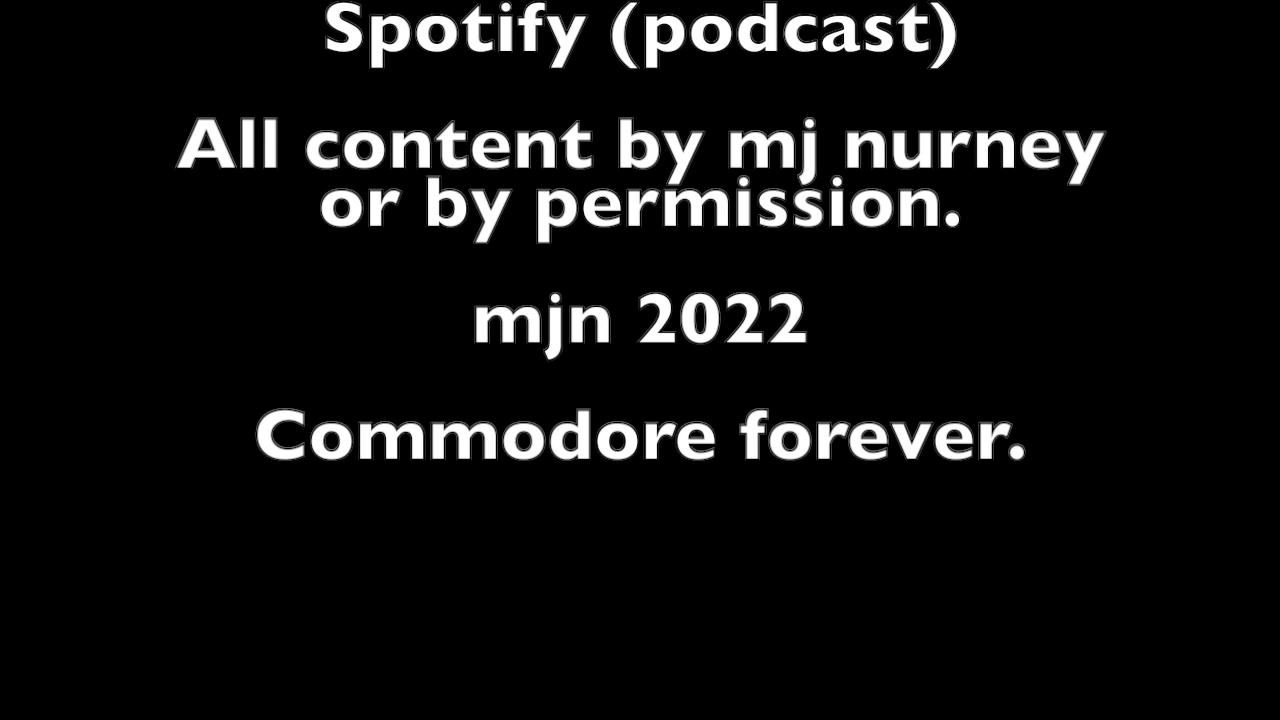 Spotify (podcast)
All content by mj nurney
or by permission.
mjn 2022
Commodore forever.